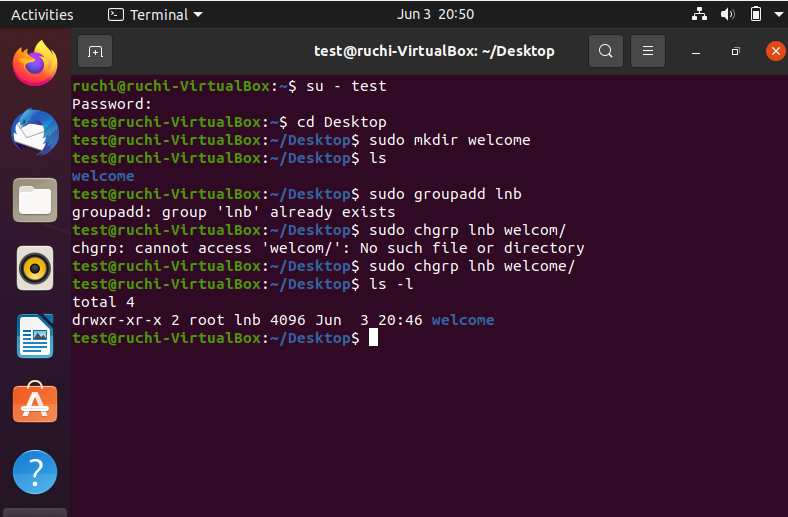 Activities
Terminal
Jun 3 20:50
test@ruchi-VirtualBox: ~/Desktop
ruchi@ruchi-VirtualBox:~$ su - test
Password:
test@ruchi-VirtualBox:~$ cd Desktop
test@ruchi-VirtualBox:~/Desktop$ sudo mkdir welcome
test@ruchi-VirtualBox:~/Desktop$ ls
welcome
test@ruchi-VirtualBox:~/Desktop$ sudo groupadd lnb
groupadd: group 'lnb' already exists
test@ruchi-VirtualBox:~/Desktop$ sudo chgrp lnb welcom/
chgrp: cannot access 'welcom/': No such file or directory
test@ruchi-VirtualBox:~/Desktop$ sudo chgrp lnb welcome/
test@ruchi-VirtualBox:~/Desktop$ ls -l
total 4
drwxr-xr-x 2 root lnb 4096 Jun  3 20:46 welcome
test@ruchi-VirtualBox:~/Desktop$